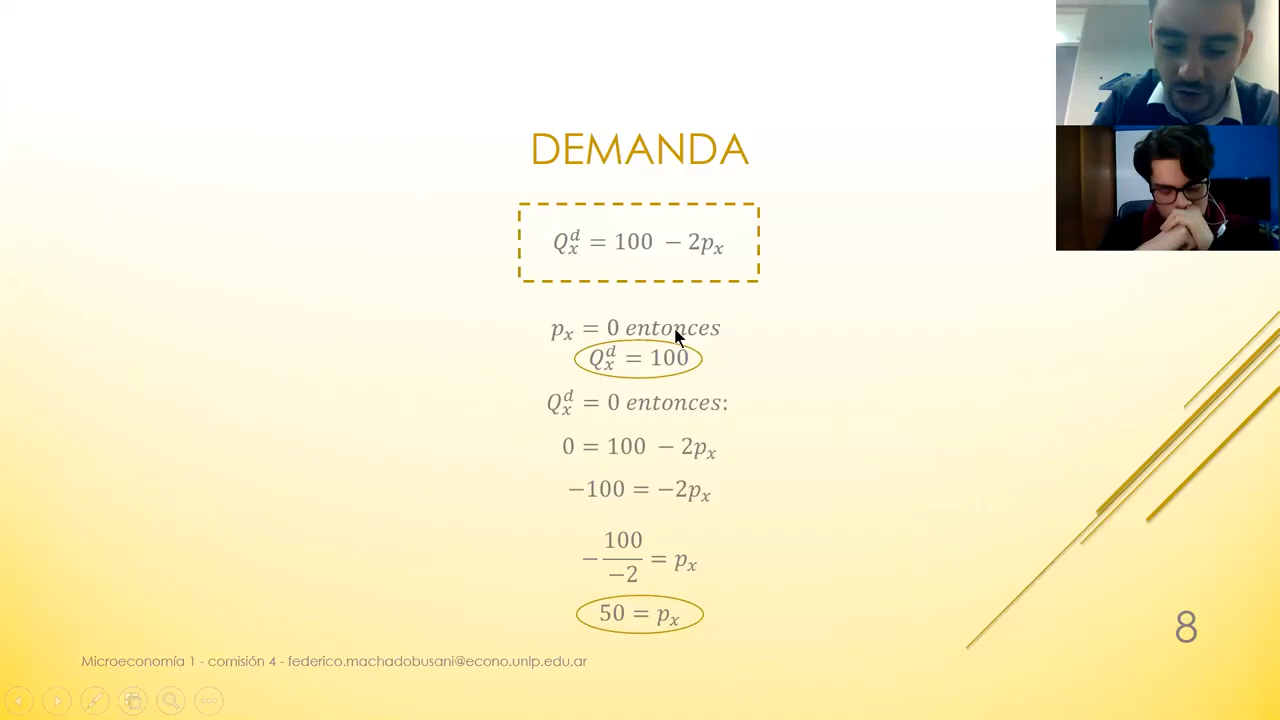 DEMANDA
Q_x^d = 100 − 2p_x
p_x = 0 entonces
Q_x^d = 100
Q_x^d = 0 entonces:
0 = 100 − 2p_x
−100 = −2p_x
−100/−2 = p_x
50 = p_x
8
Microeconomía 1 - comisión 4 - federico.machadobusani@econo.unlp.edu.ar